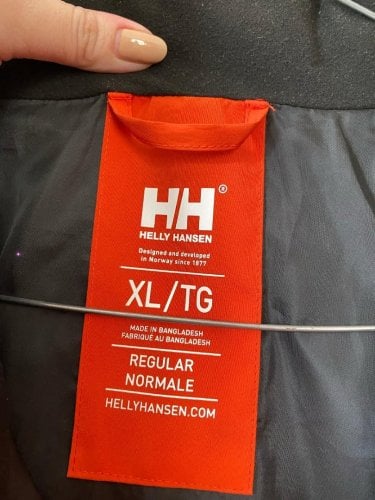 HH®
HELLY HANSEN
Designed and developed
in Norway since 1877
XL/TG
MADE IN BANGLADESH
FABRIQUÉ AU BANGLADESH
REGULAR
NORMALE
HELLYHANSEN.COM